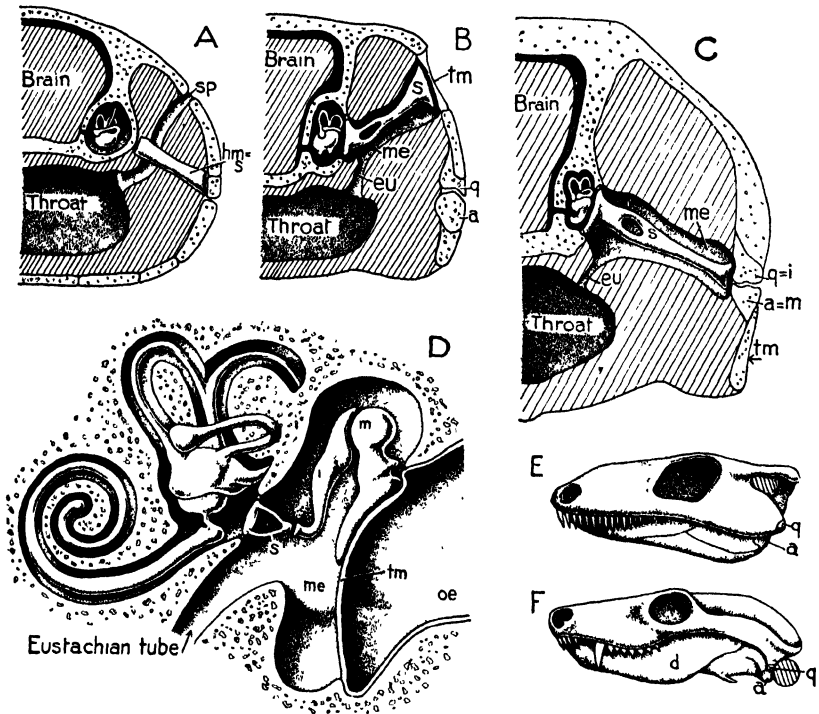 A
Brain
sp
hm=
s
Throat
B
Brain
s
tm
me
eu
q
a
Throat
C
Brain
me
s
q=i
eu
a=m
Throat
tm
D
m
s
me
tm
oe
Eustachian tube
E
q
a
F
d
a
q